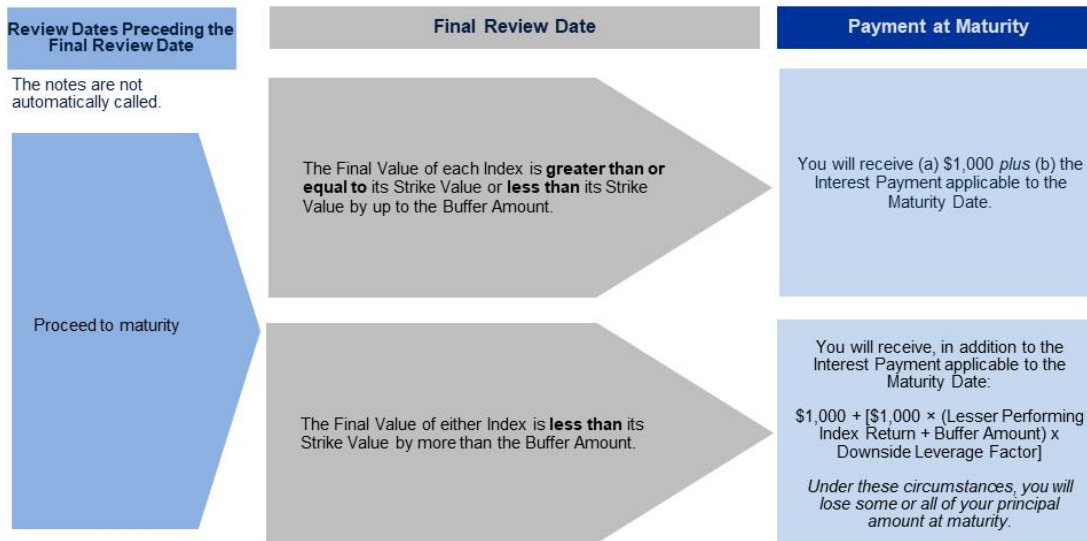 Review Dates Preceding the
Final Review Date
Final Review Date
Payment at Maturity
The notes are not
automatically called.
Proceed to maturity
The Final Value of each Index is greater than or
equal to its Strike Value or less than its Strike
Value by up to the Buffer Amount.
You will receive (a) $1,000 plus (b) the
Interest Payment applicable to the
Maturity Date.
The Final Value of either Index is less than its
Strike Value by more than the Buffer Amount.
You will receive, in addition to the
Interest Payment applicable to the
Maturity Date:
$1,000 + [$1,000 × (Lesser Performing
Index Return + Buffer Amount) x
Downside Leverage Factor]
Under these circumstances, you will
lose some or all of your principal
amount at maturity.